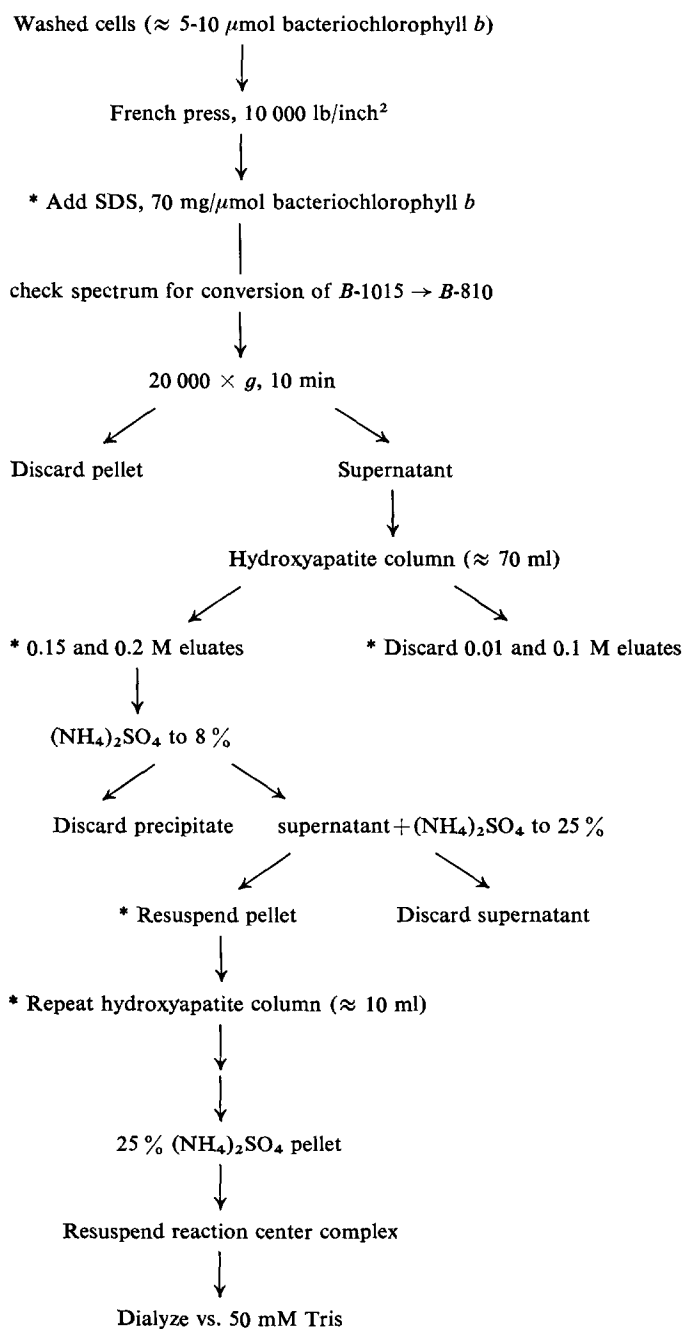 Washed cells (≈ 5-10 μmol bacteriochlorophyll b)
French press, 10 000 lb/inch²
* Add SDS, 70 mg/μmol bacteriochlorophyll b
check spectrum for conversion of B-1015 → B-810
20 000 × g, 10 min
Discard pellet
Supernatant
Hydroxyapatite column (≈ 70 ml)
* 0.15 and 0.2 M eluates
* Discard 0.01 and 0.1 M eluates
(NH₄)₂SO₄ to 8 %
Discard precipitate
supernatant+(NH₄)₂SO₄ to 25 %
* Resuspend pellet
Discard supernatant
* Repeat hydroxyapatite column (≈ 10 ml)
25 % (NH₄)₂SO₄ pellet
Resuspend reaction center complex
Dialyze vs. 50 mM Tris